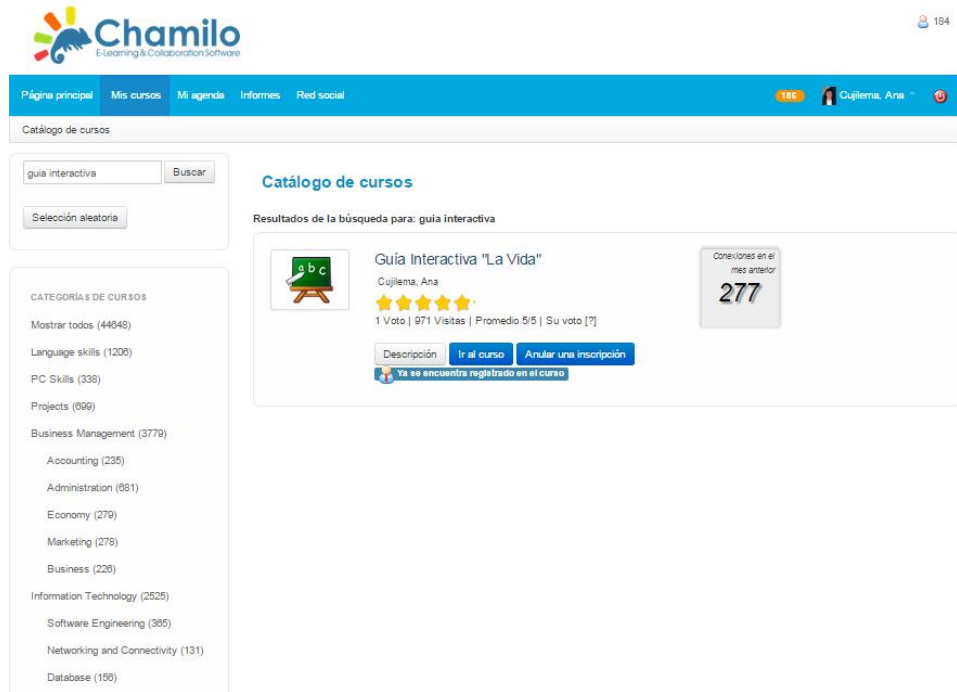 Chamilo
E-Learning & Collaboration Software
184
Página principal Mis cursos Mi agenda Informes Red social 186 Cujilema, Ana
Catálogo de cursos
guia interactiva Buscar
Selección aleatoria
Catálogo de cursos
Resultados de la búsqueda para: guia interactiva
a b c
Guía Interactiva "La Vida"
Cujilema, Ana
1 Voto | 971 Visitas | Promedio 5/5 | Su voto [?]
Descripción Ir al curso Anular una inscripción
Ya se encuentra registrado en el curso
Conexiones en el
mes anterior
277
CATEGORÍAS DE CURSOS
Mostrar todos (44648)
Language skills (1206)
PC Skills (338)
Projects (699)
Business Management (3779)
Accounting (235)
Administration (681)
Economy (279)
Marketing (278)
Business (226)
Information Technology (2525)
Software Engineering (365)
Networking and Connectivity (131)
Database (156)